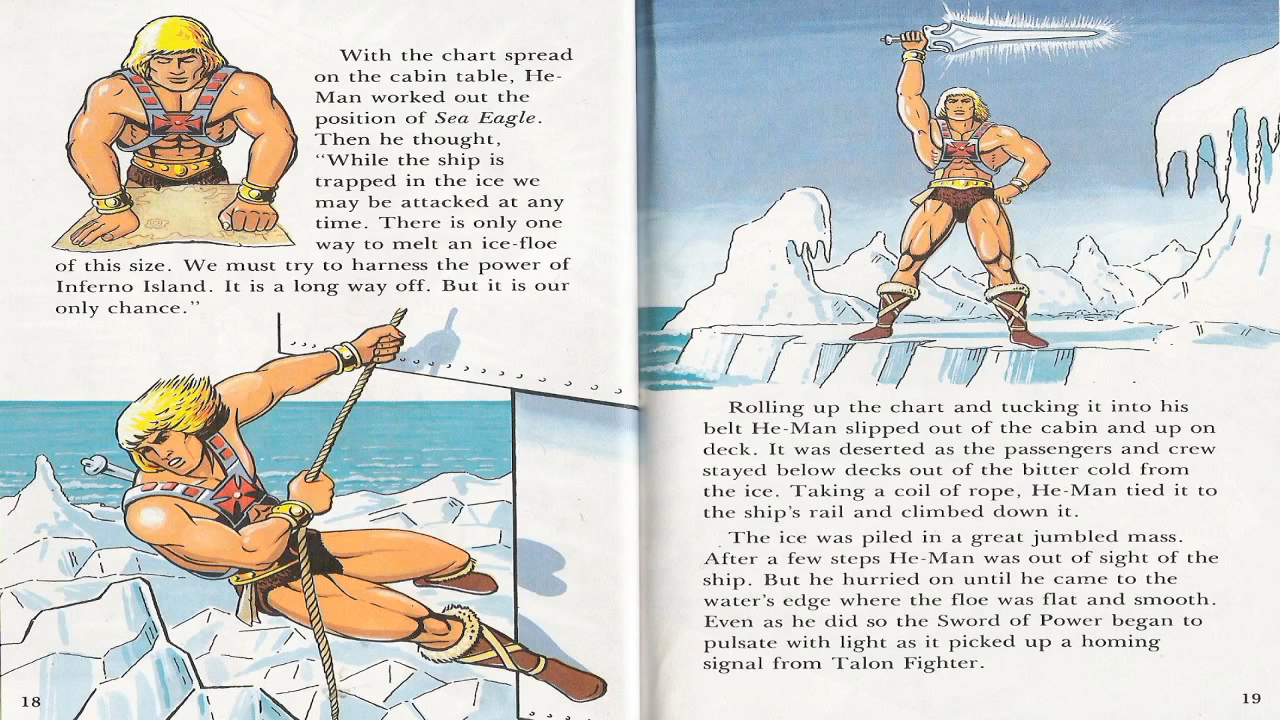 With the chart spread
on the cabin table, He-
Man worked out the
position of Sea Eagle.
Then he thought,
“While the ship is
trapped in the ice we
may be attacked at any
time. There is only one
way to melt an ice-floe
of this size. We must try to harness the power of
Inferno Island. It is a long way off. But it is our
only chance.”
18
Rolling up the chart and tucking it into his
belt He-Man slipped out of the cabin and up on
deck. It was deserted as the passengers and crew
stayed below decks out of the bitter cold from
the ice. Taking a coil of rope, He-Man tied it to
the ship's rail and climbed down it.
The ice was piled in a great jumbled mass.
After a few steps He-Man was out of sight of the
ship. But he hurried on until he came to the
water's edge where the floe was flat and smooth.
Even as he did so the Sword of Power began to
pulsate with light as it picked up a homing
signal from Talon Fighter.
19